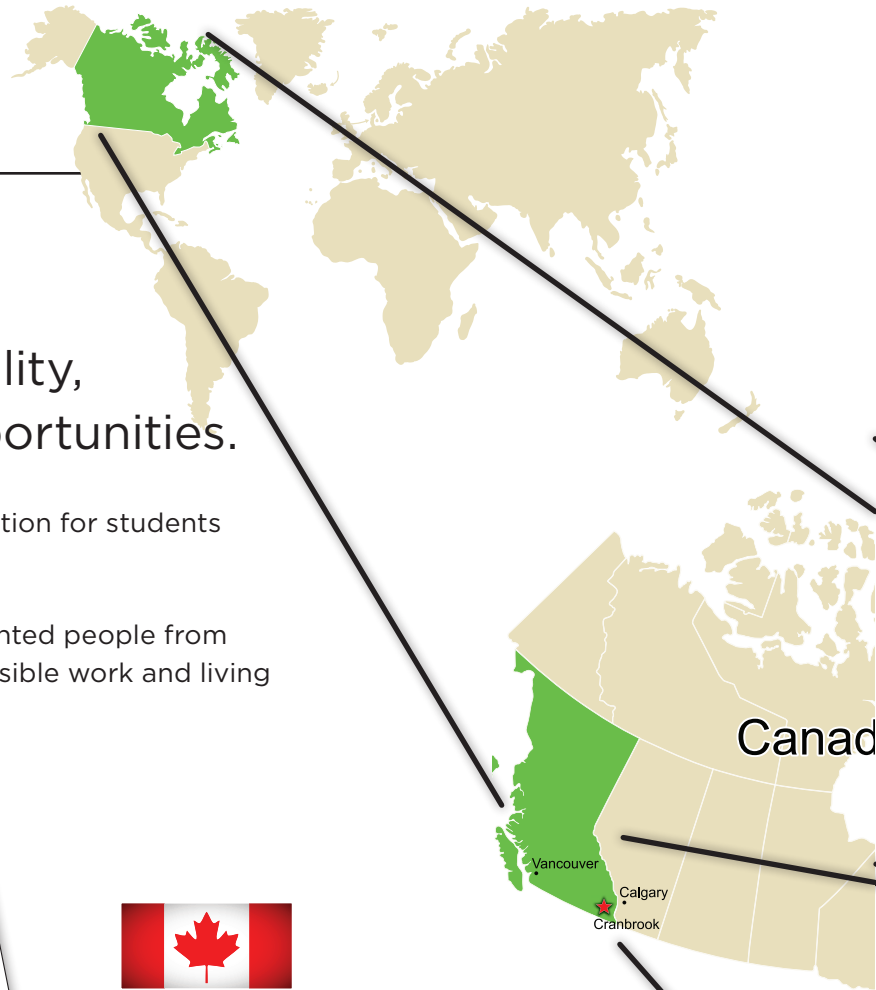 lity,
portunities.
tion for students
nted people from
sible work and living
Canad
Vancouver
Calgary
Cranbrook